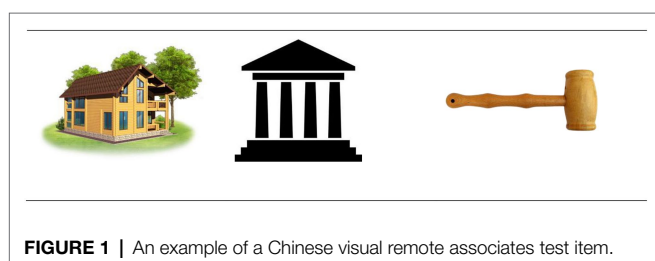 FIGURE 1 | An example of a Chinese visual remote associates test item.